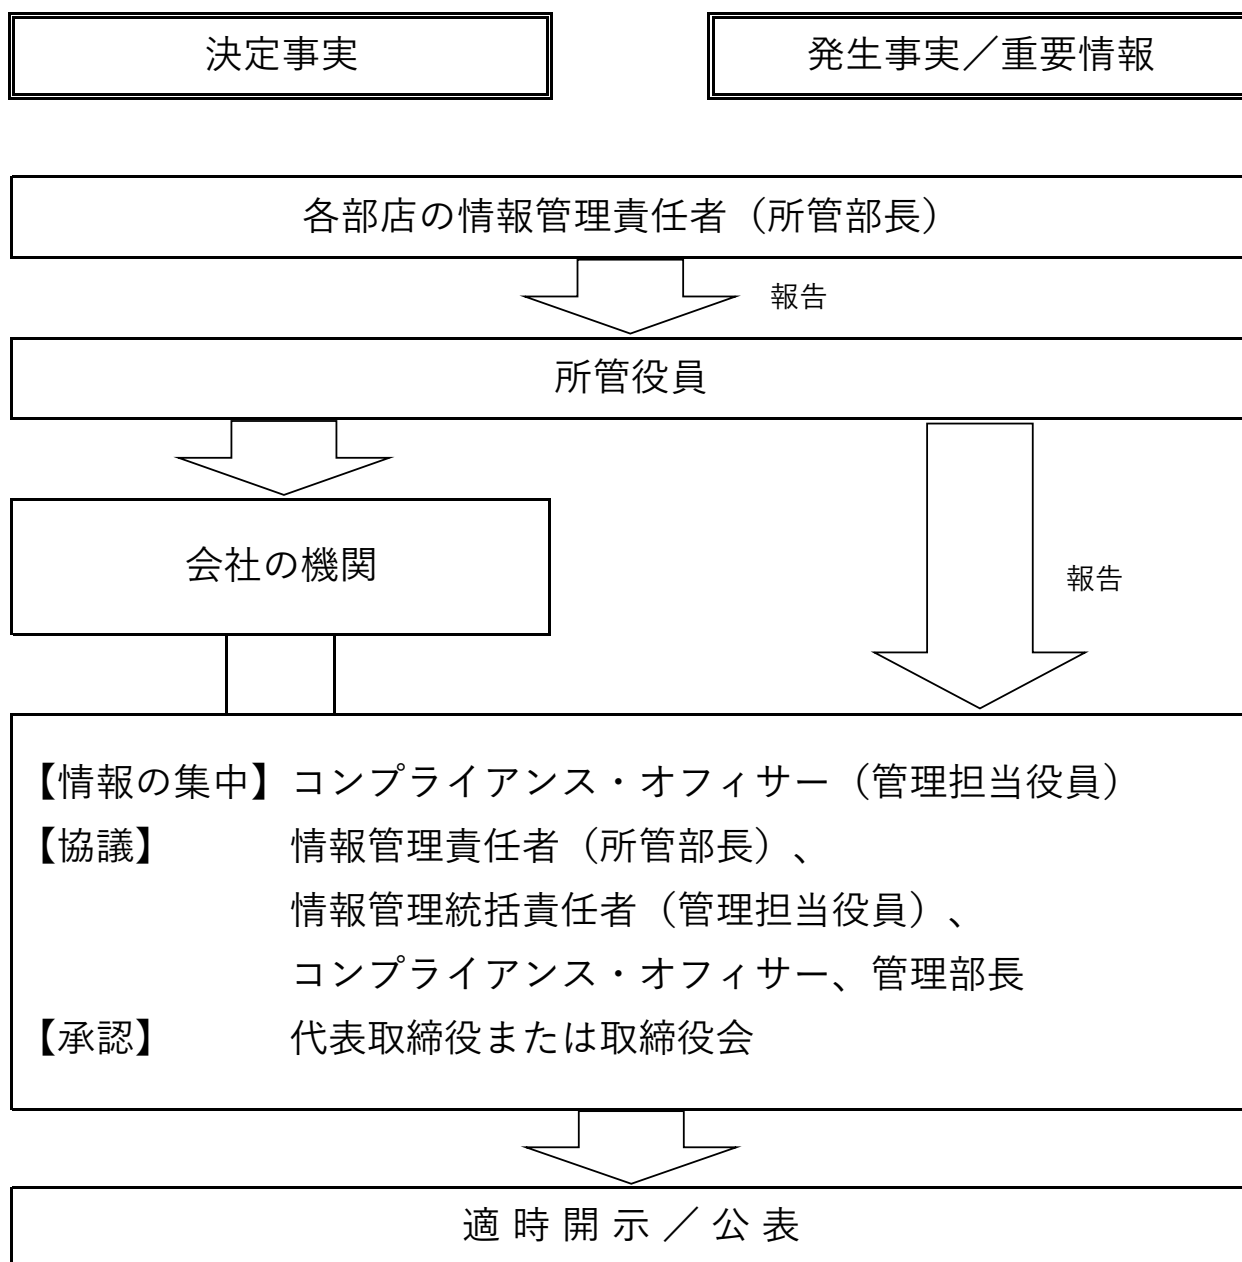 決定事実
発生事実／重要情報
各部店の情報管理責任者（所管部長）
報告
所管役員
会社の機関
報告
【情報の集中】コンプライアンス・オフィサー（管理担当役員）
【協議】 情報管理責任者（所管部長）、
情報管理統括責任者（管理担当役員）、
コンプライアンス・オフィサー、管理部長
【承認】 代表取締役または取締役会
適 時 開 示 ／ 公 表